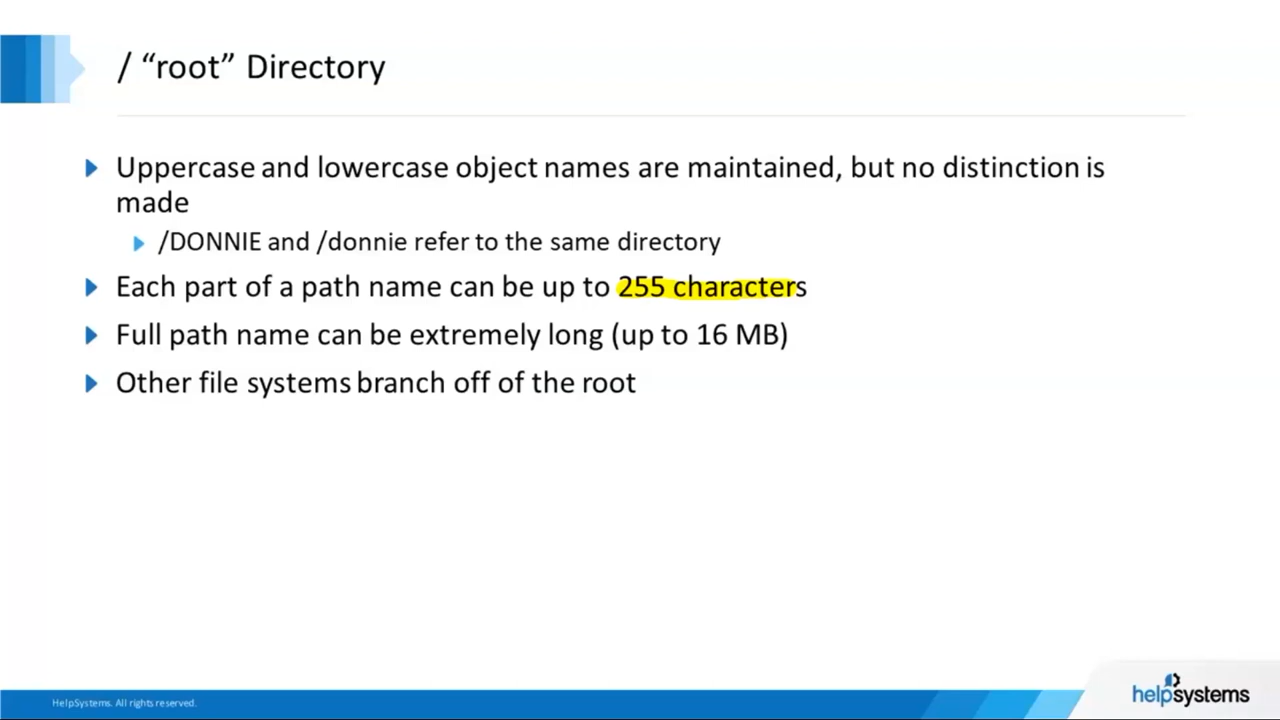 / “root” Directory
Uppercase and lowercase object names are maintained, but no distinction is
made
/DONNIE and /donnie refer to the same directory
Each part of a path name can be up to 255 characters
Full path name can be extremely long (up to 16 MB)
Other file systems branch off of the root
HelpSystems. All rights reserved.
helpsystems